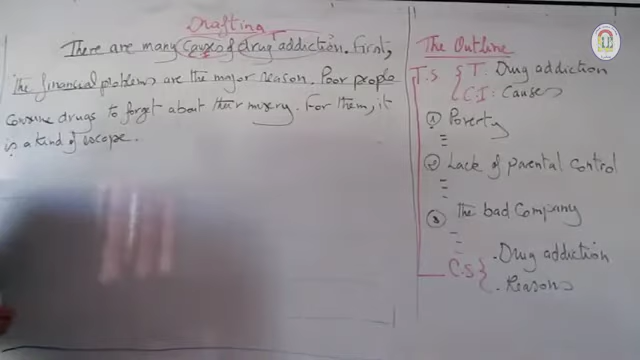 Drafting
There are many causes of drug addiction. First,
the financial problems are the major reason. Poor people
consume drugs to forget about their misery. For them, it
is a kind of escape.
The Outline
T.S { T: Drug addiction
C.I: Causes
① Poverty
② Lack of parental control
③ The bad company
C.S { - Drug addiction
- Reasons